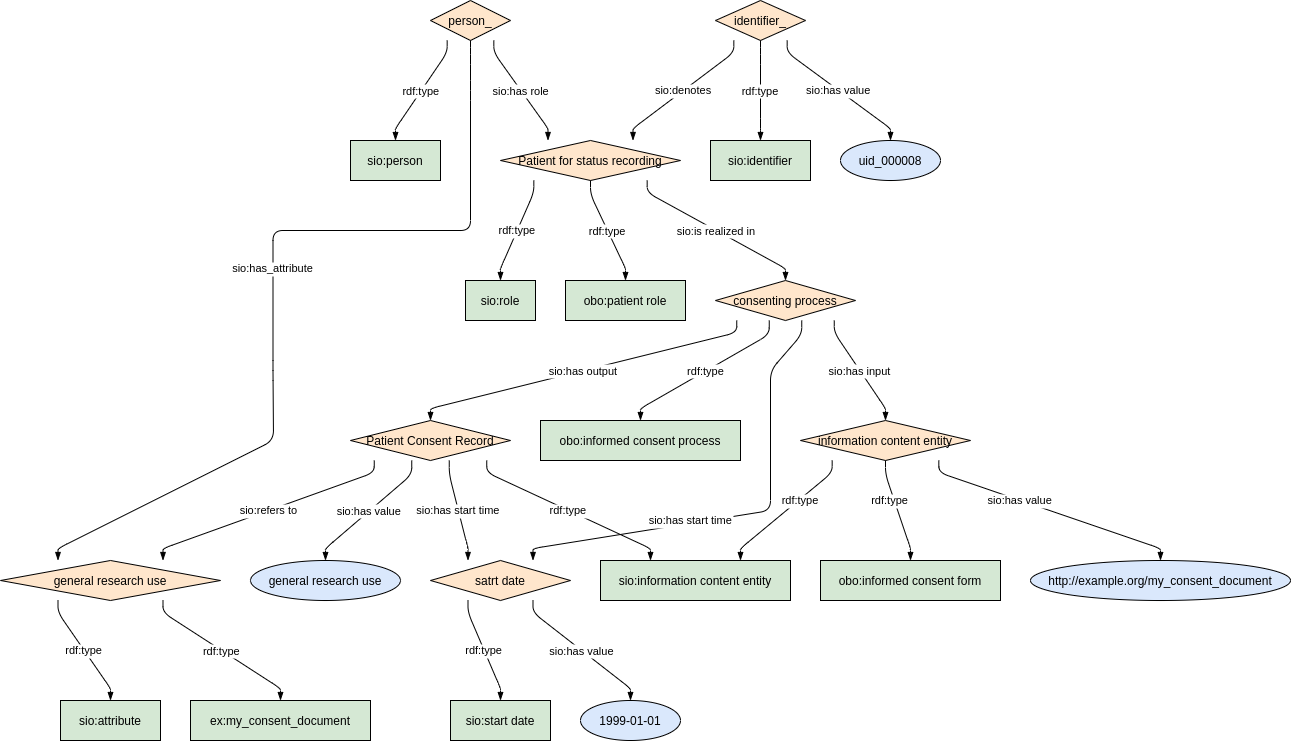 person_
identifier_
rdf:type
sio:has role
sio:denotes
rdf:type
sio:has value
sio:person
Patient for status recording
sio:identifier
uid_000008
rdf:type
rdf:type
sio:is realized in
sio:has_attribute
sio:role
obo:patient role
consenting process
sio:has output
rdf:type
sio:has input
Patient Consent Record
obo:informed consent process
information content entity
sio:refers to
sio:has value
sio:has start time
rdf:type
sio:has start time
rdf:type
rdf:type
sio:has value
general research use
general research use
satrt date
sio:information content entity
obo:informed consent form
http://example.org/my_consent_document
rdf:type
rdf:type
rdf:type
sio:has value
sio:attribute
ex:my_consent_document
sio:start date
1999-01-01